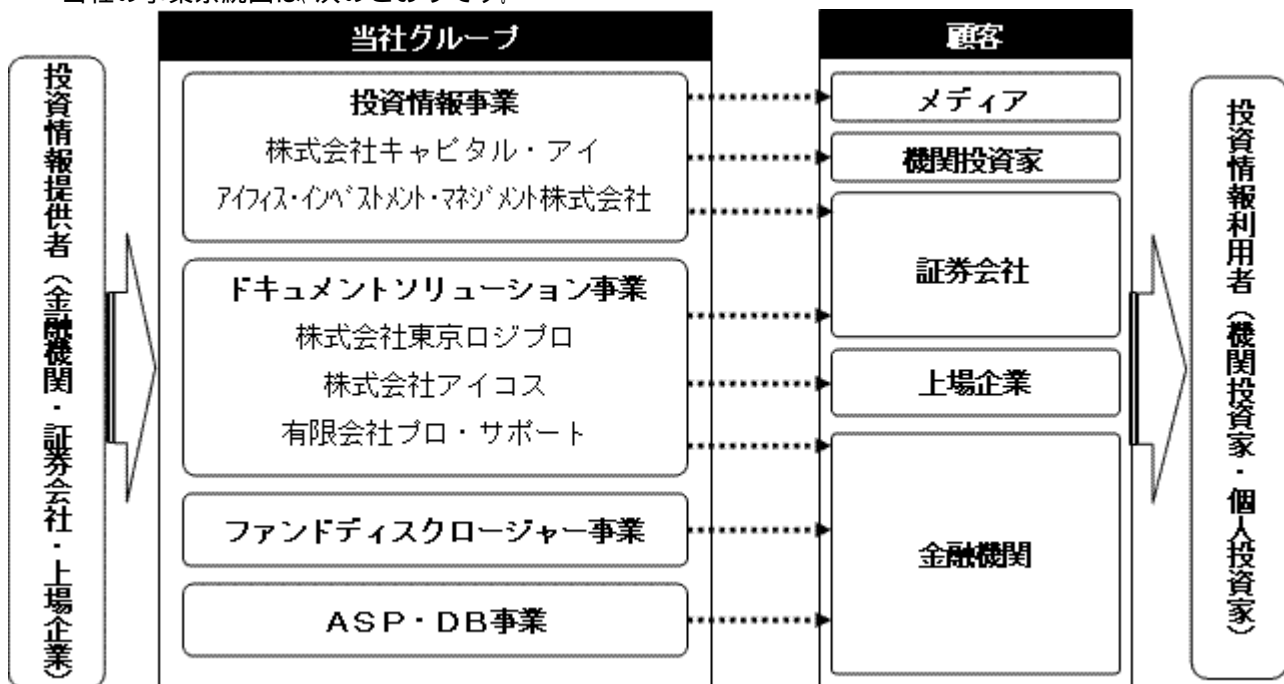 当社の事業系統図は、次のとおりです。
当社グループ
顧客
投資情報提供者（金融機関・証券会社・上場企業）
投資情報事業
株式会社キャピタル・アイ
アイフィス・インベストメント・マネジメント株式会社
ドキュメントソリューション事業
株式会社東京ロジプロ
株式会社アイコス
有限会社プロ・サポート
ファンドディスクロージャー事業
ＡＳＰ・ＤＢ事業
メディア
機関投資家
証券会社
上場企業
金融機関
投資情報利用者（機関投資家・個人投資家）